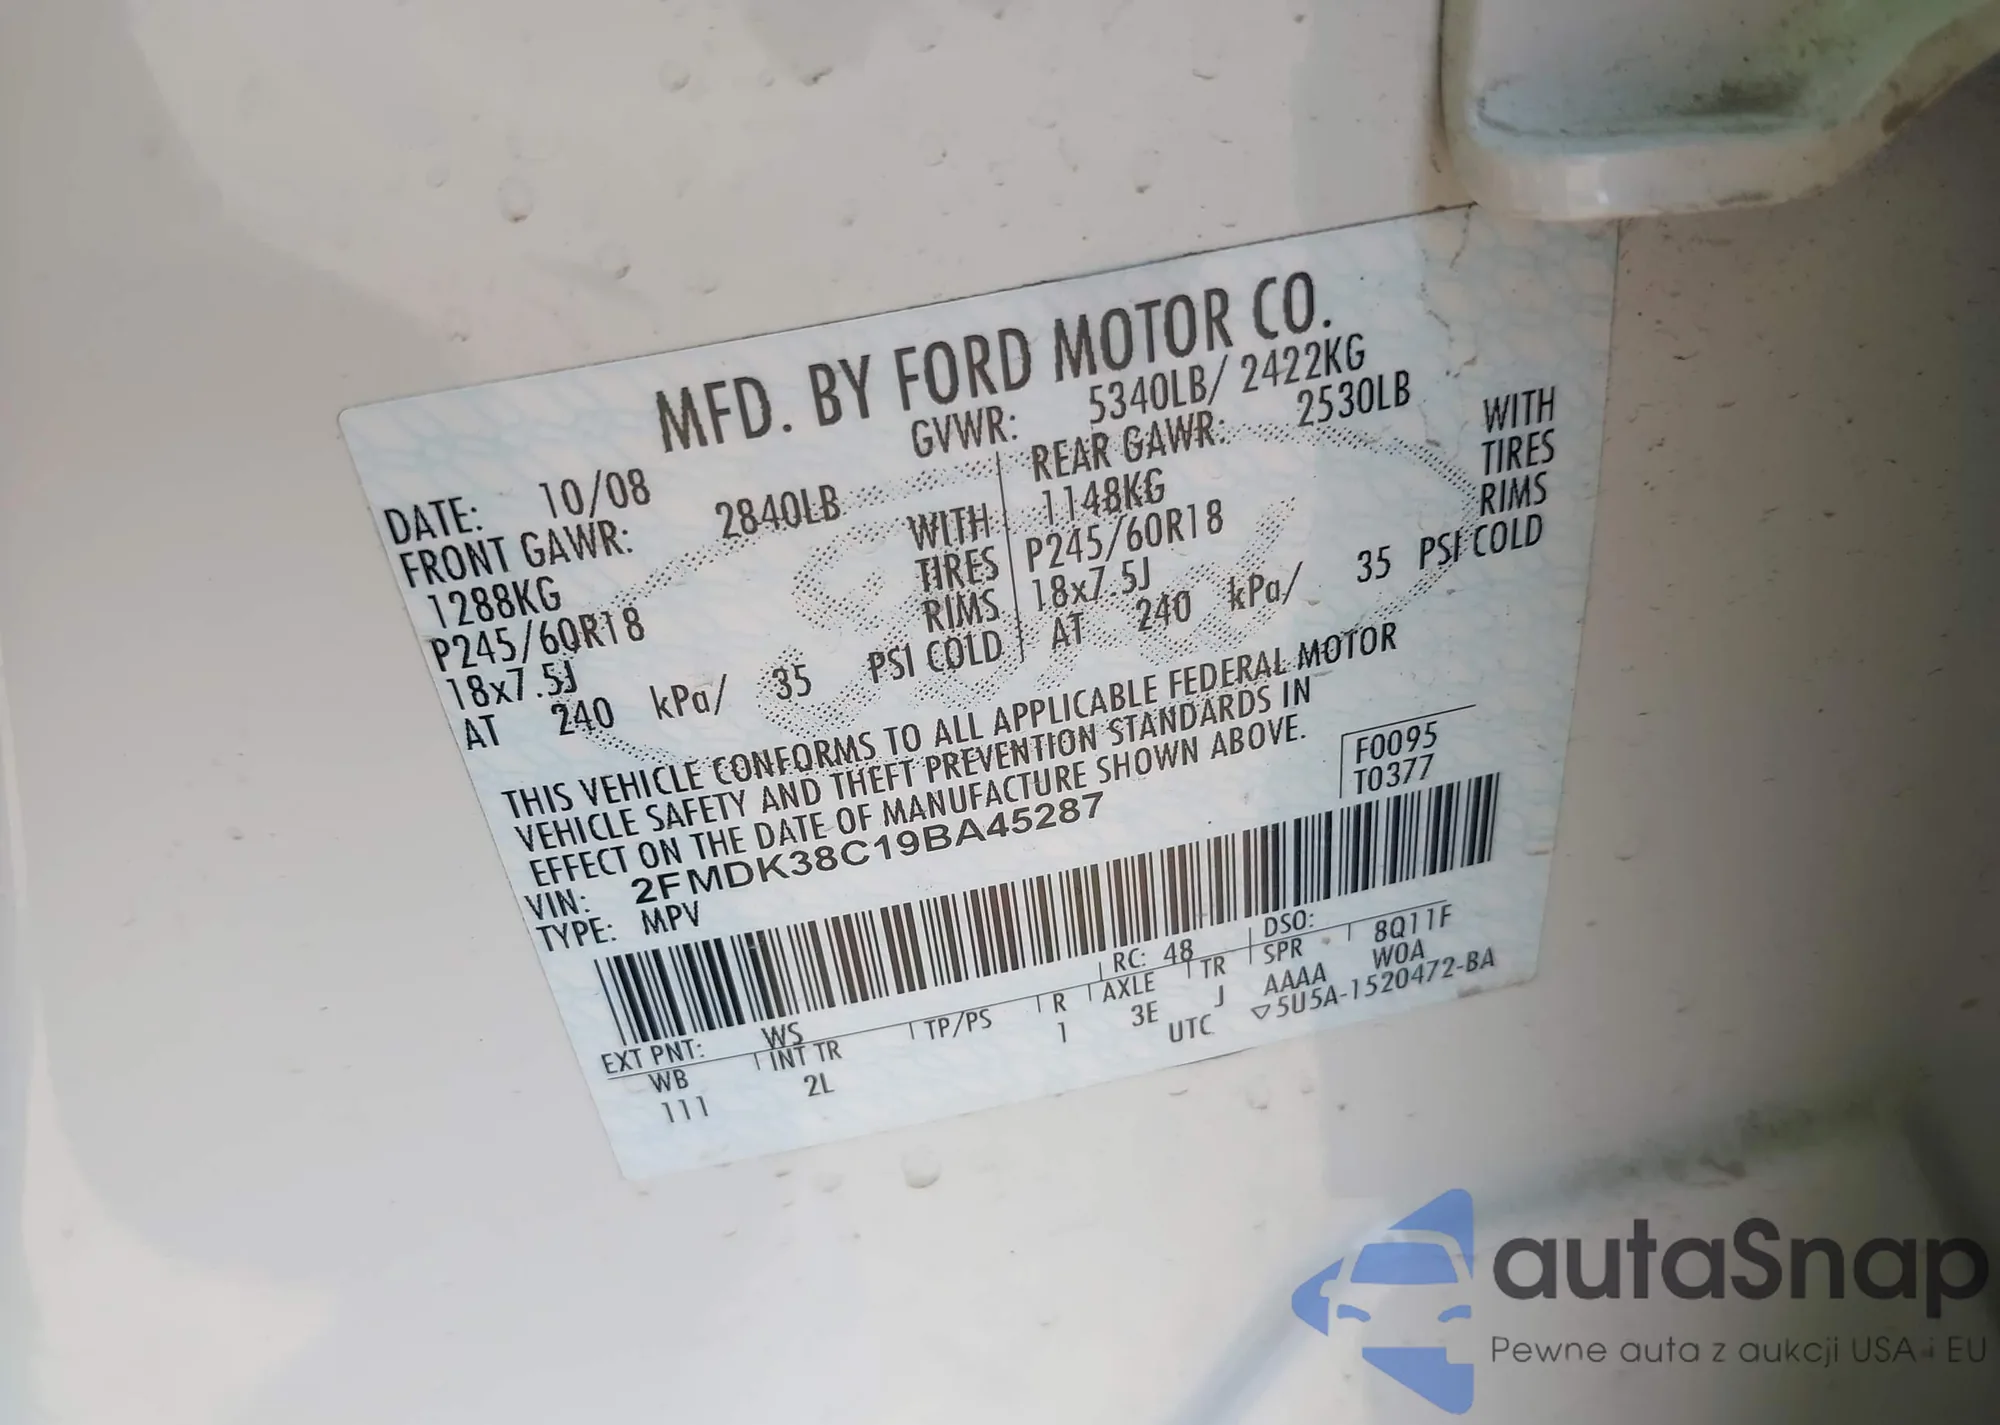 MFD. BY FORD MOTOR CO.
DATE: 10/08 GVWR: 5340LB/ 2422KG
FRONT GAWR: 2840LB REAR GAWR: 2530LB
1288KG WITH 1148KG WITH
P245/60R18 TIRES P245/60R18 TIRES
18x7.5J RIMS 18x7.5J RIMS
AT 240 kPa/ 35 PSI COLD AT 240 kPa/ 35 PSI COLD
THIS VEHICLE CONFORMS TO ALL APPLICABLE FEDERAL MOTOR
VEHICLE SAFETY AND THEFT PREVENTION STANDARDS IN
EFFECT ON THE DATE OF MANUFACTURE SHOWN ABOVE.
F0095
T0377
VIN: 2FMDK38C19BA45287
TYPE: MPV
EXT PNT: WS RC: 48 DSO:
WB INT TR TP/PS R AXLE TR SPR 8Q11F
111 2L 1 3E J AAAA W0A
UTC ▽5U5A-1520472-BA
autaSnap
Pewne auta z aukcji USA i EU